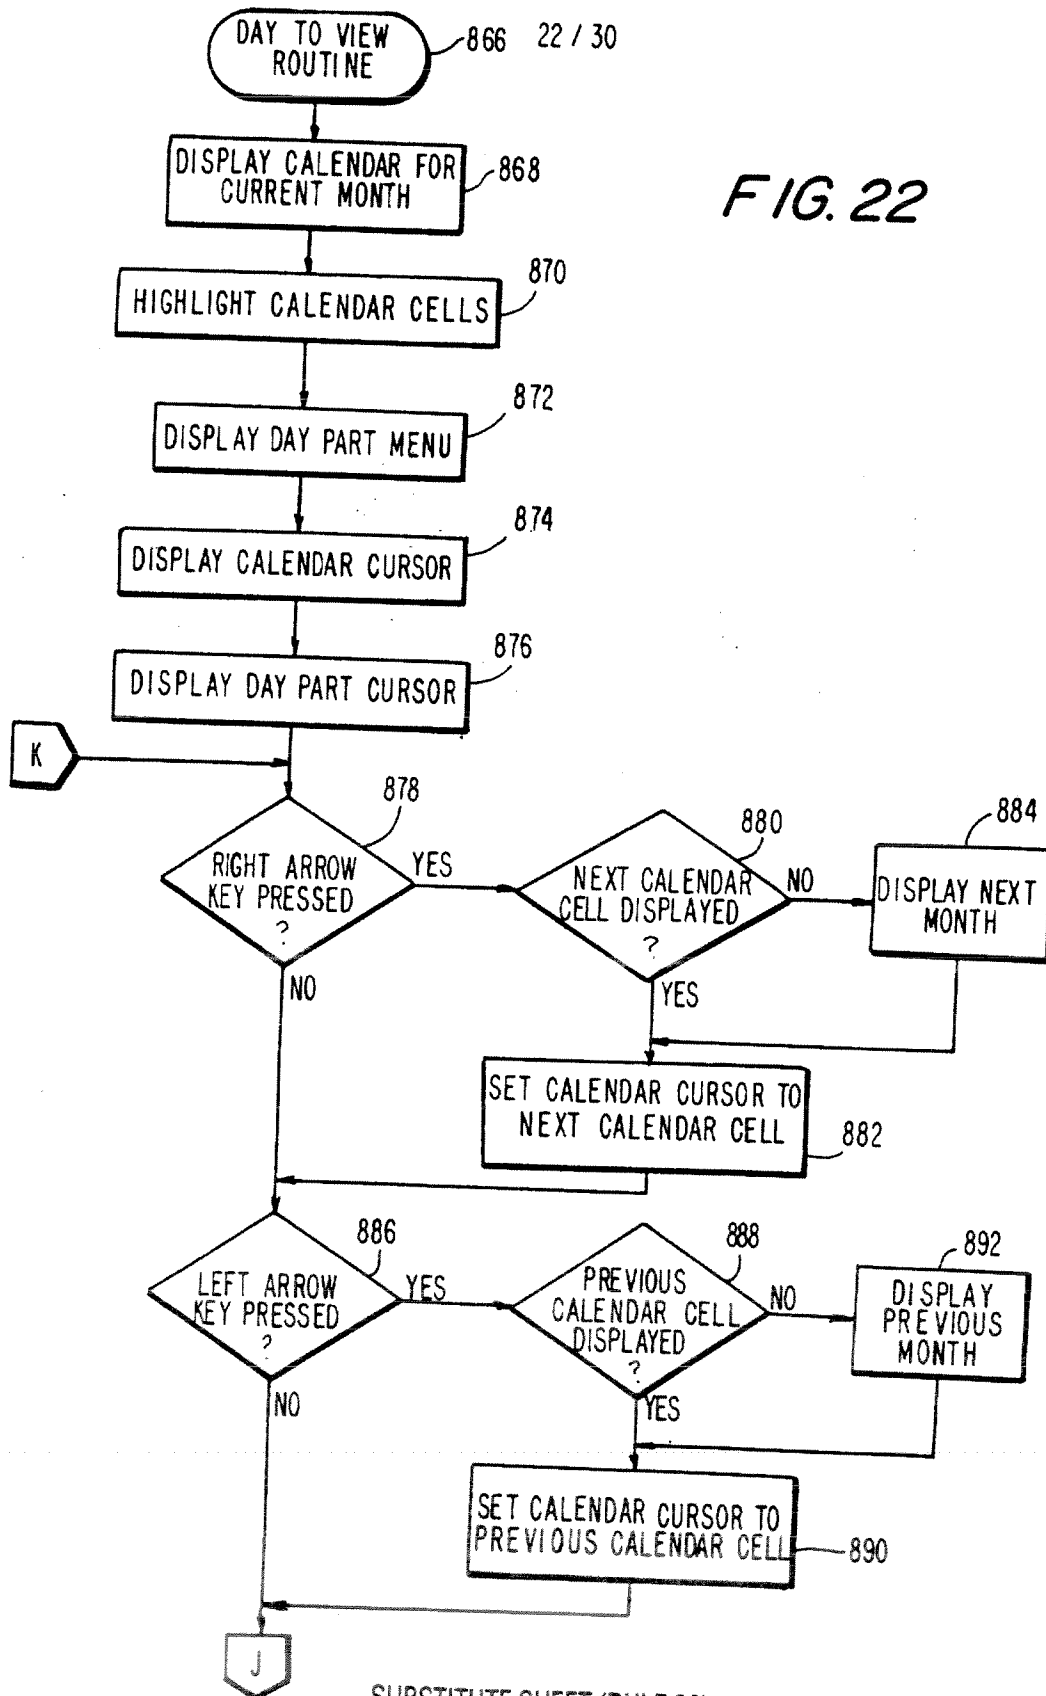 DAY TO VIEW
ROUTINE
866
22 / 30
DISPLAY CALENDAR FOR
CURRENT MONTH
868
FIG. 22
HIGHLIGHT CALENDAR CELLS
870
DISPLAY DAY PART MENU
872
DISPLAY CALENDAR CURSOR
874
DISPLAY DAY PART CURSOR
876
K
RIGHT ARROW
KEY PRESSED
?
878
YES
NO
NEXT CALENDAR
CELL DISPLAYED
?
880
NO
YES
DISPLAY NEXT
MONTH
884
SET CALENDAR CURSOR TO
NEXT CALENDAR CELL
882
LEFT ARROW
KEY PRESSED
?
886
YES
NO
PREVIOUS
CALENDAR CELL
DISPLAYED
?
888
NO
YES
DISPLAY
PREVIOUS
MONTH
892
SET CALENDAR CURSOR TO
PREVIOUS CALENDAR CELL
890
J
SUBSTITUTE SHEET